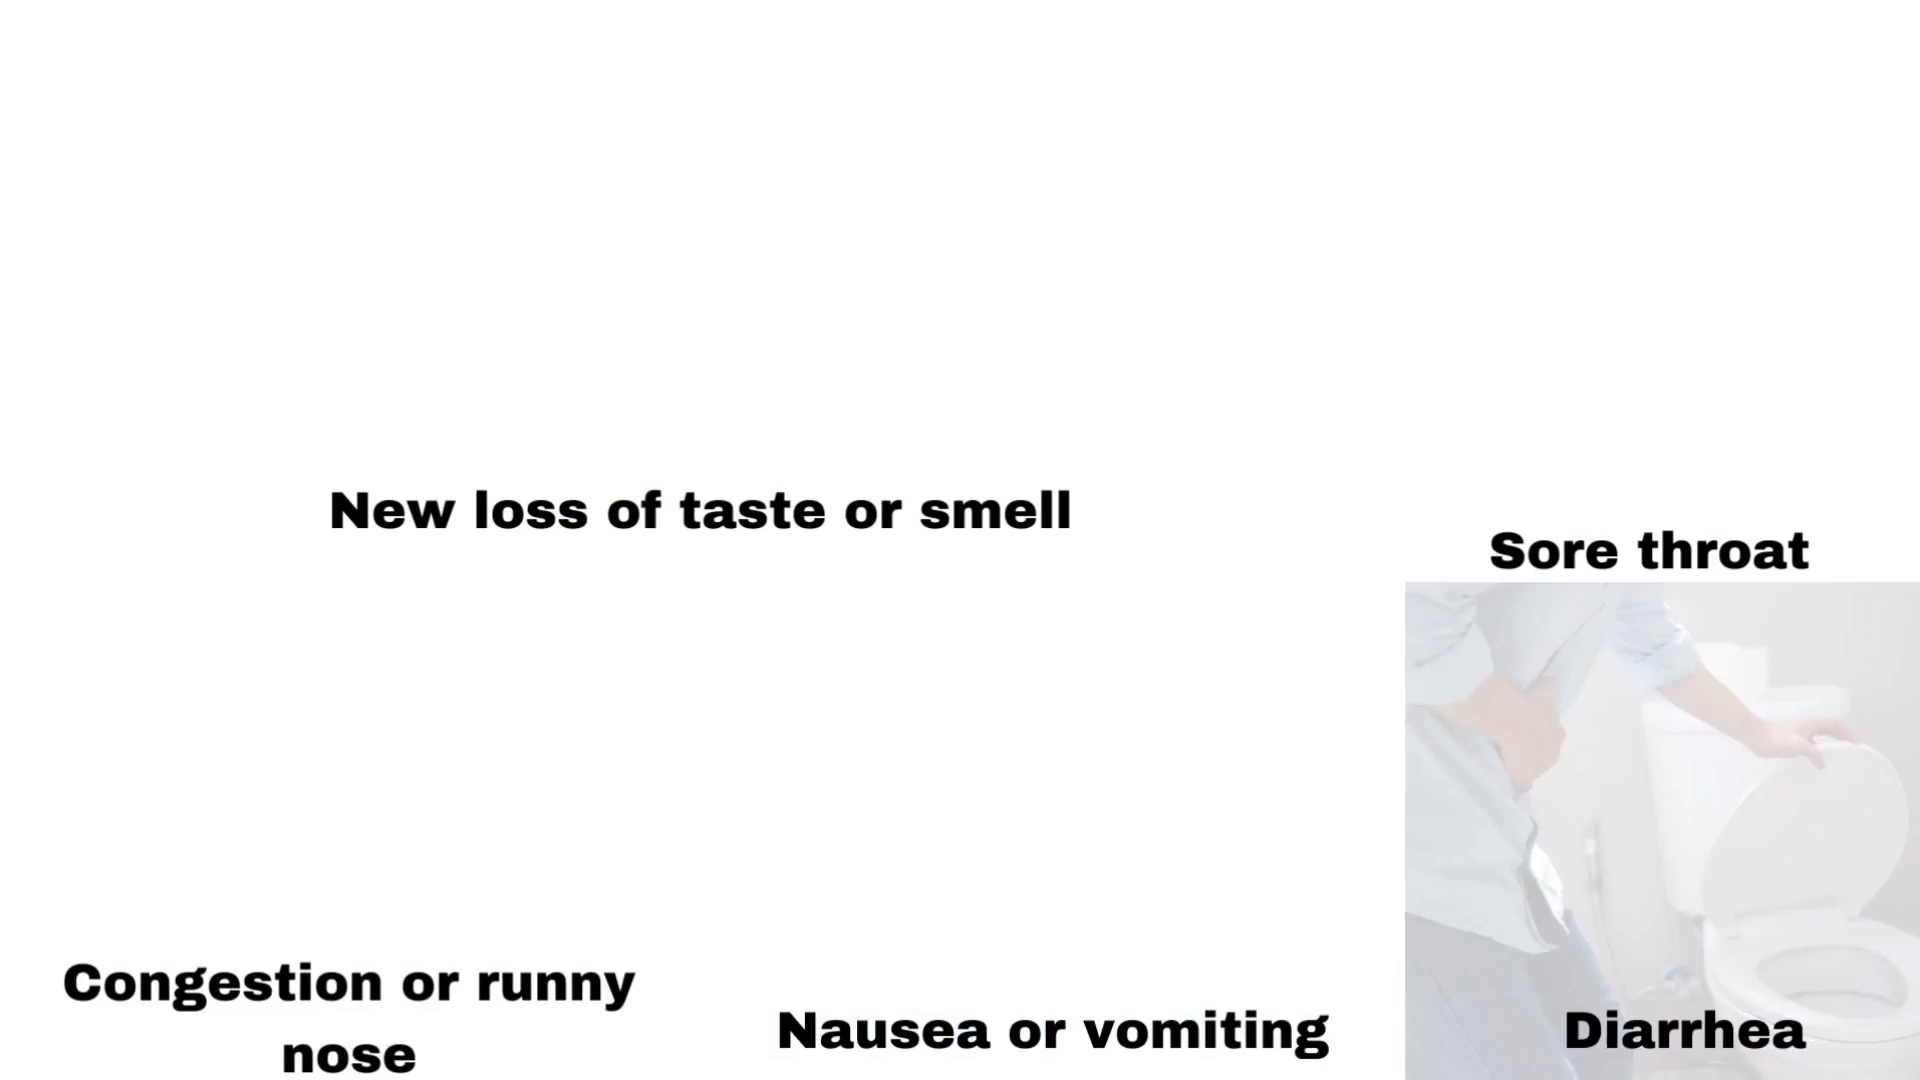 New loss of taste or smell
Sore throat
Congestion or runny
nose
Nausea or vomiting
Diarrhea